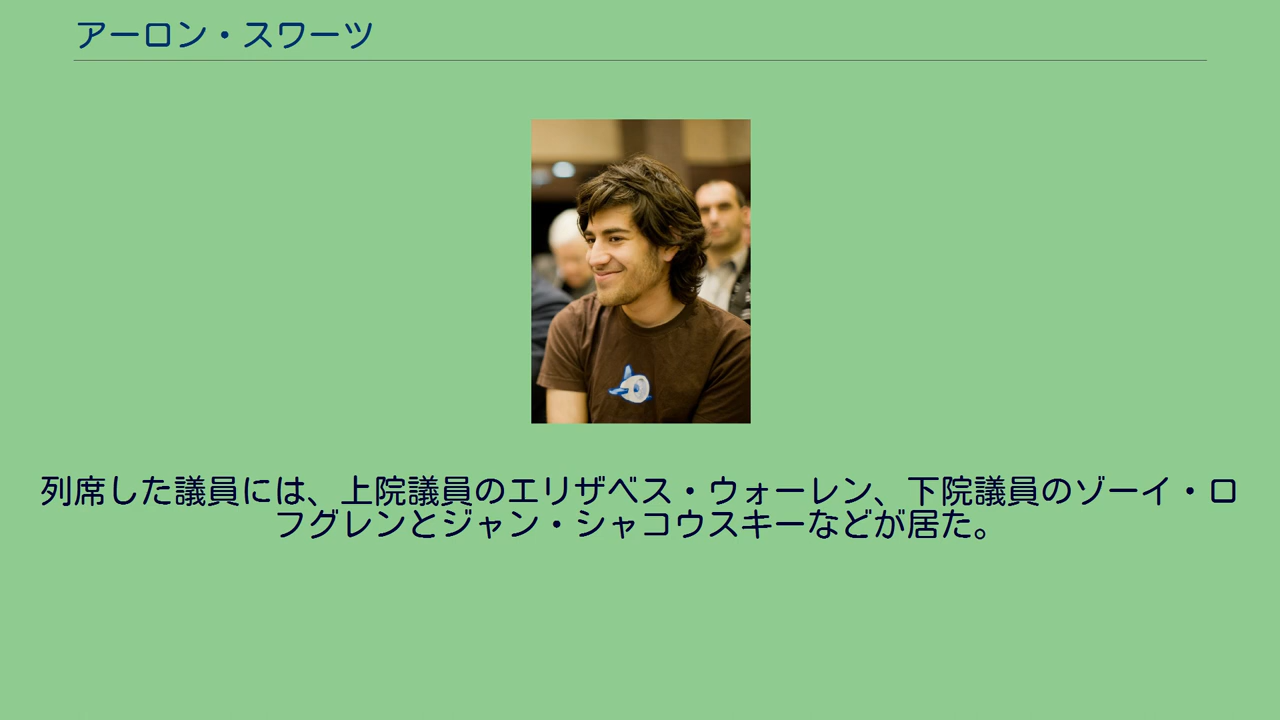 アーロン・スワーツ
列席した議員には、上院議員のエリザベス・ウォーレン、下院議員のゾーイ・ロ
フグレンとジャン・シャコウスキーなどが居た。